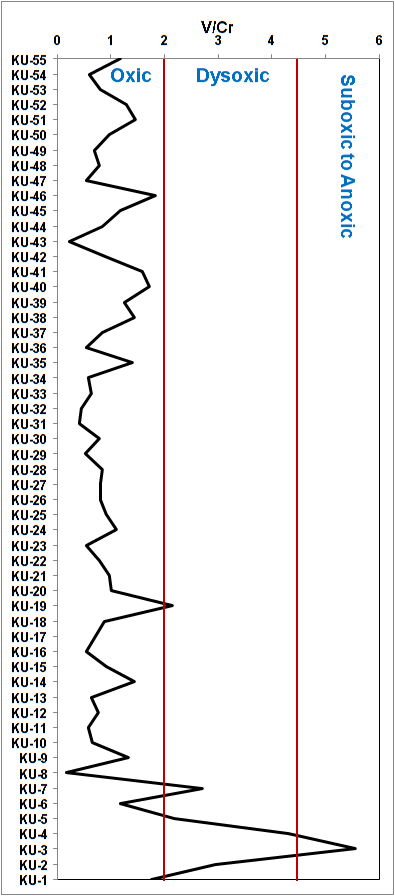 V/Cr
0 1 2 3 4 5 6
Oxic Dysoxic
Suboxic to Anoxic
KU-55
KU-54
KU-53
KU-52
KU-51
KU-50
KU-49
KU-48
KU-47
KU-46
KU-45
KU-44
KU-43
KU-42
KU-41
KU-40
KU-39
KU-38
KU-37
KU-36
KU-35
KU-34
KU-33
KU-32
KU-31
KU-30
KU-29
KU-28
KU-27
KU-26
KU-25
KU-24
KU-23
KU-22
KU-21
KU-20
KU-19
KU-18
KU-17
KU-16
KU-15
KU-14
KU-13
KU-12
KU-11
KU-10
KU-9
KU-8
KU-7
KU-6
KU-5
KU-4
KU-3
KU-2
KU-1